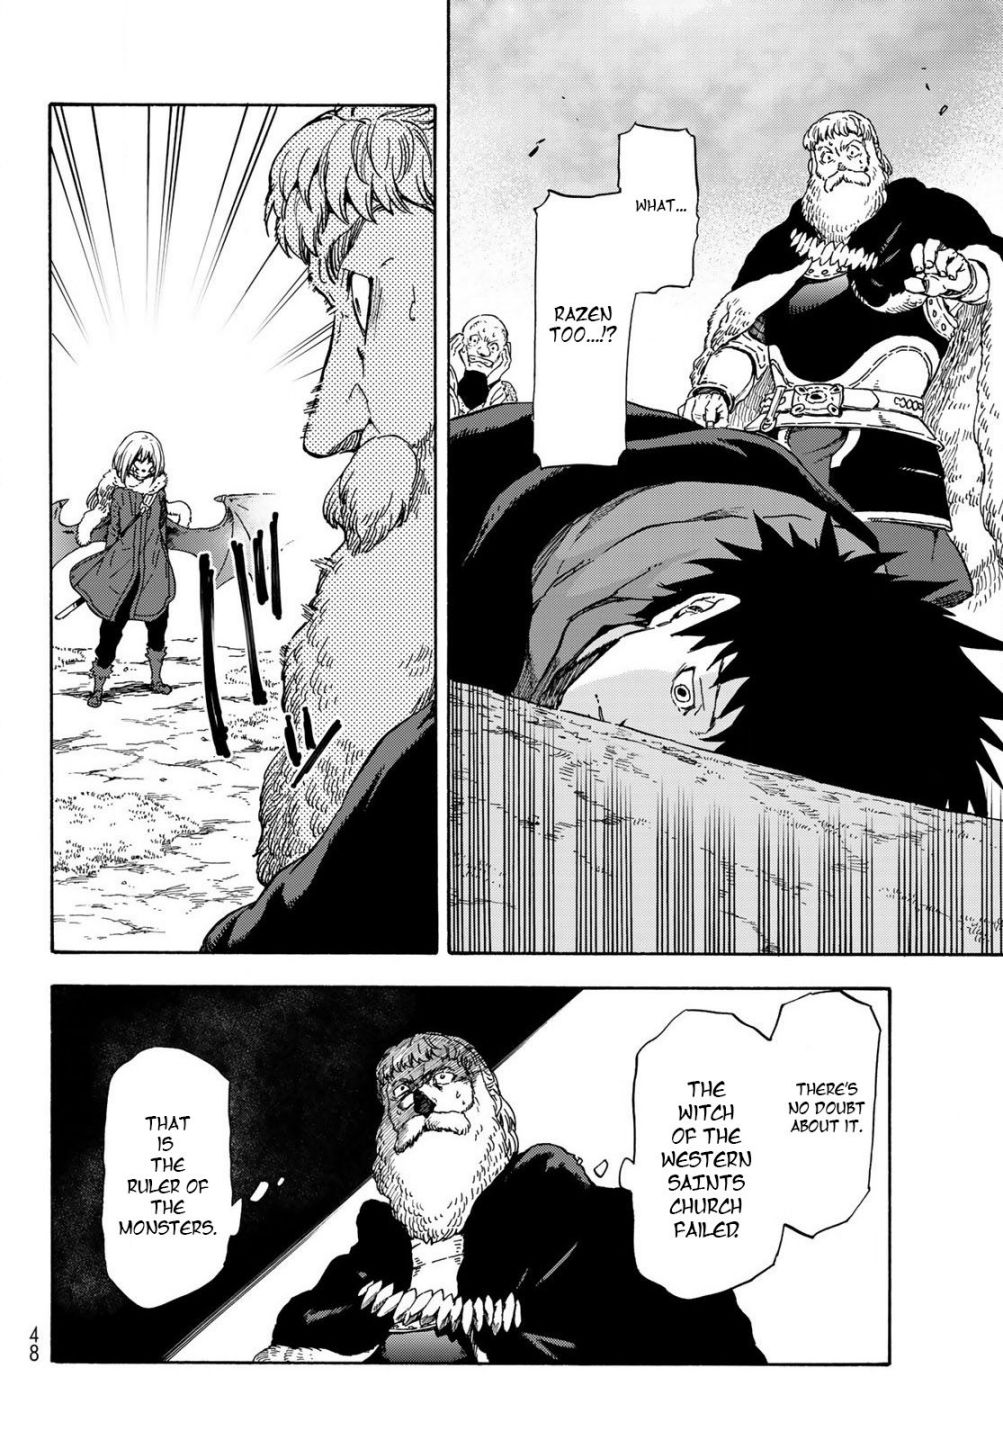 WHAT...
RAZEN
TOO...!?
THERE'S
NO DOUBT
ABOUT IT.
THE
WITCH
OF THE
WESTERN
SAINTS
CHURCH
FAILED.
THAT
IS
THE
RULER OF
THE
MONSTERS.
48